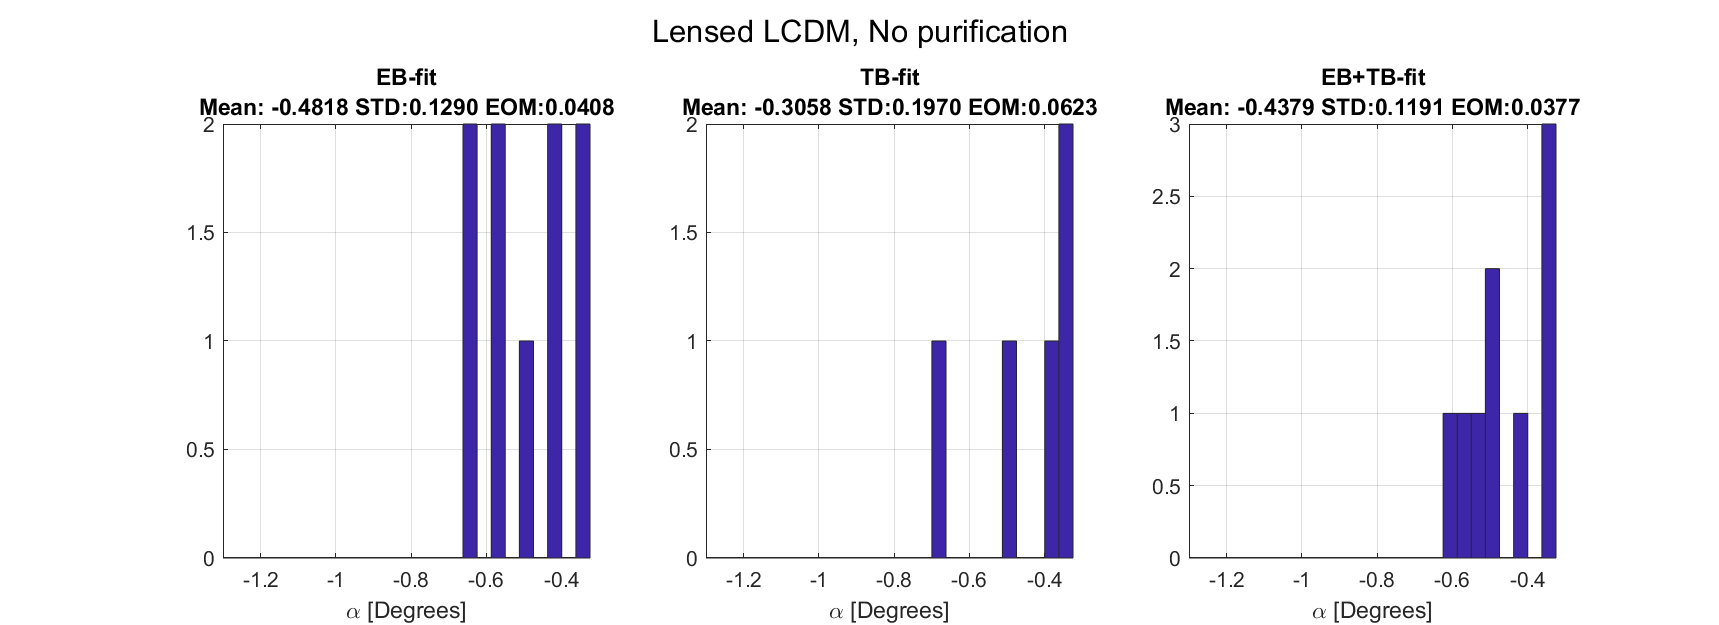 Lensed LCDM, No purification
EB-fit
Mean: -0.4818 STD:0.1290 EOM:0.0408
2
1.5
1
0.5
0
-1.2 -1 -0.8 -0.6 -0.4
α [Degrees]
TB-fit
Mean: -0.3058 STD:0.1970 EOM:0.0623
2
1.5
1
0.5
0
-1.2 -1 -0.8 -0.6 -0.4
α [Degrees]
EB+TB-fit
Mean: -0.4379 STD:0.1191 EOM:0.0377
3
2.5
2
1.5
1
0.5
0
-1.2 -1 -0.8 -0.6 -0.4
α [Degrees]